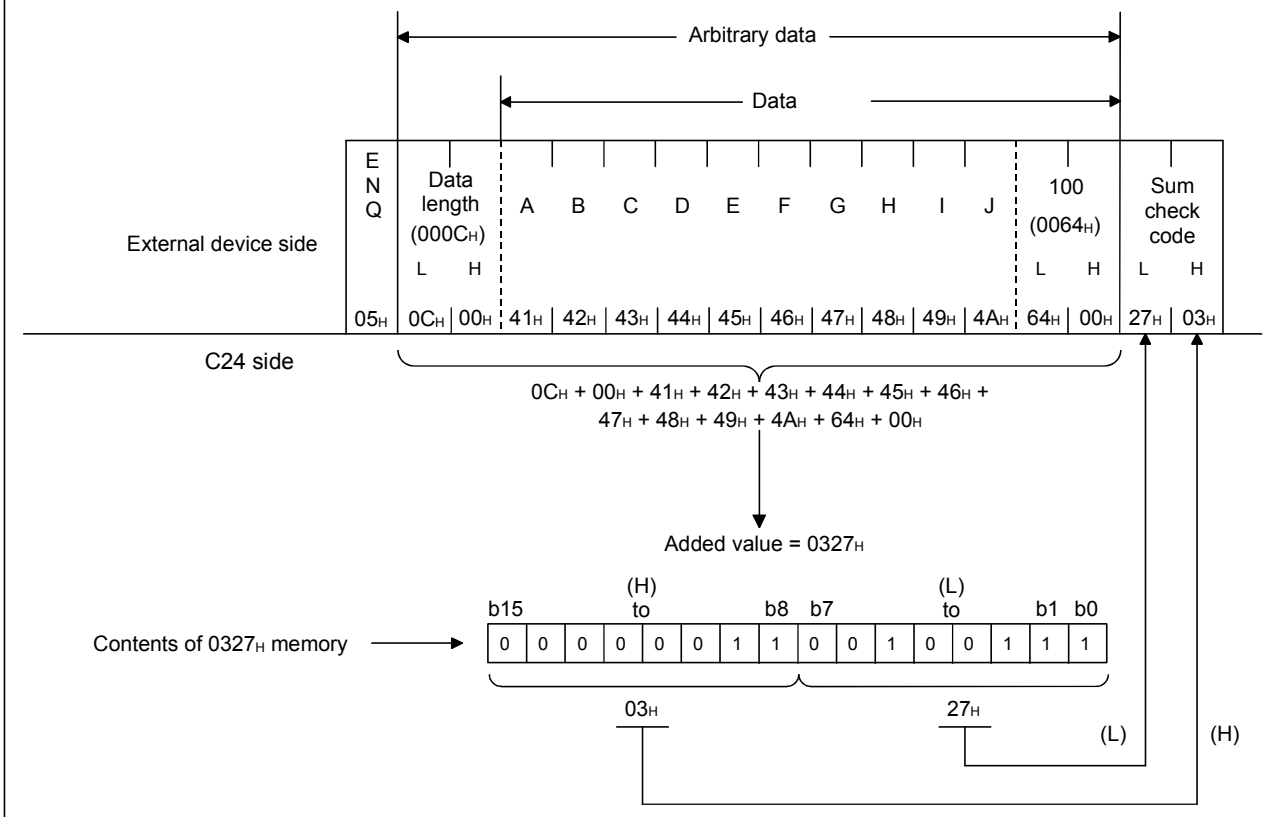 Arbitrary data
Data
E
N
Q
Data
length
(000CH)
A B C D E F G H I J
100
(0064H)
Sum
check
code
External device side
L H L H L H
05H 0CH 00H 41H 42H 43H 44H 45H 46H 47H 48H 49H 4AH 64H 00H 27H 03H
C24 side
0CH + 00H + 41H + 42H + 43H + 44H + 45H + 46H +
47H + 48H + 49H + 4AH + 64H + 00H
Added value = 0327H
(H) (L)
b15 to b8 b7 to b1 b0
Contents of 0327H memory
0 0 0 0 0 0 1 1 0 0 1 0 0 1 1 1
03H 27H
(L) (H)